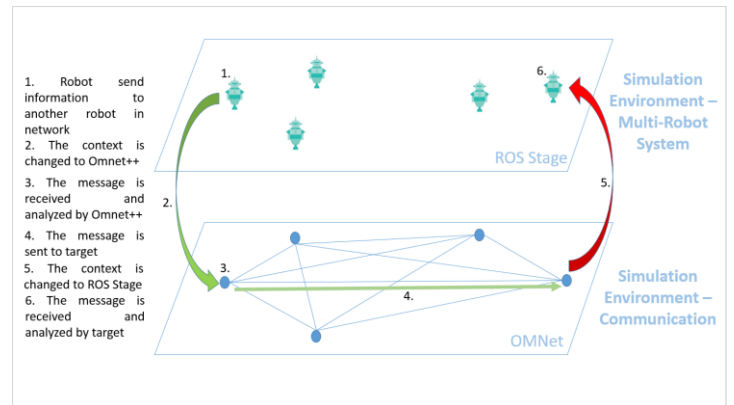 1. Robot send
information to
another robot in
network
2. The context is
changed to Omnet++
3. The message is
received and
analyzed by Omnet++
4. The message is
sent to target
5. The context is
changed to ROS Stage
6. The message is
received and
analyzed by target
1.
6.
ROS Stage
Simulation
Environment –
Multi-Robot
System
2.
5.
3.
4.
OMNet
Simulation
Environment –
Communication